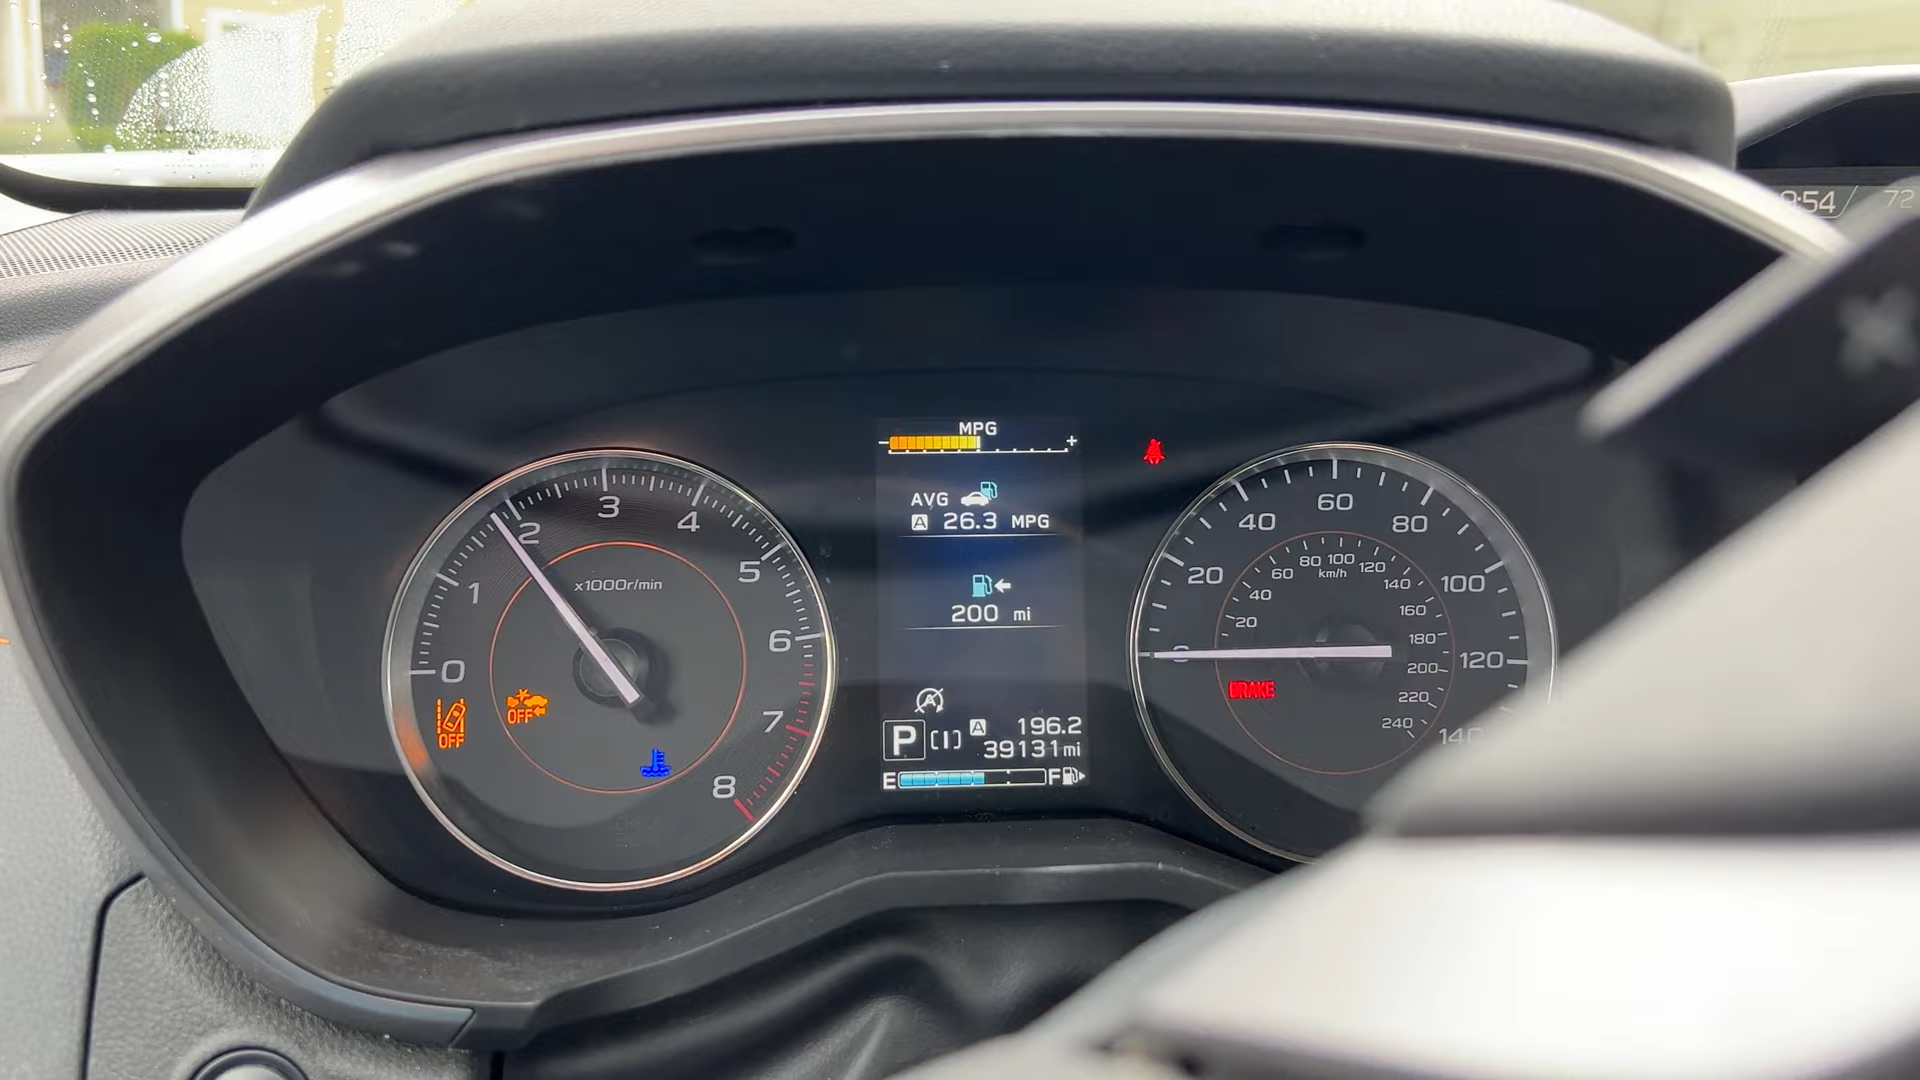 9:54 72
MPG
- +
AVG
A 26.3 MPG
200 mi
A
P [I] A 196.2
39131 mi
E F
0
1
2
3
4
5
6
7
8
x1000r/min
OFF
OFF
BRAKE
20
40
60
80
100
120
140
km/h
20
40
60
80
100
120
140
160
180
200
220
240